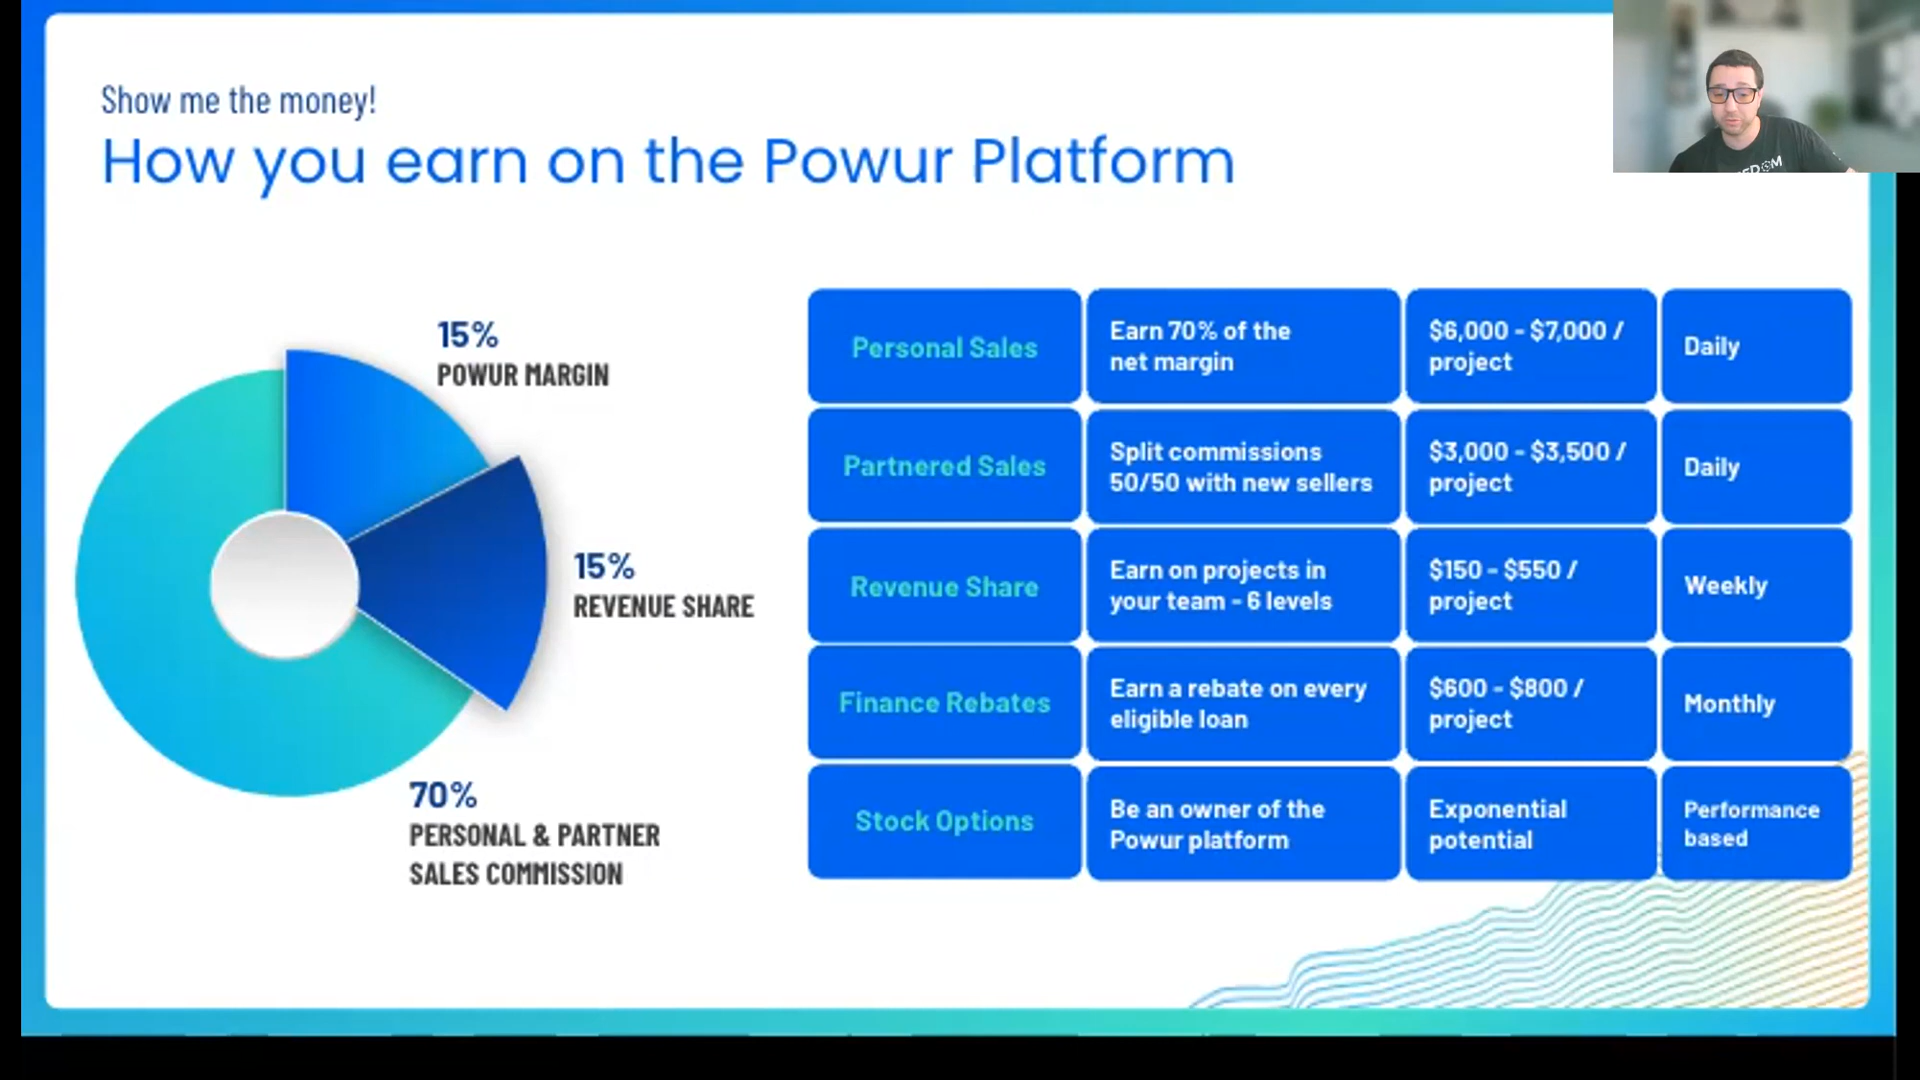 Show me the money!
How you earn on the Powur Platform
15%
POWUR MARGIN
15%
REVENUE SHARE
70%
PERSONAL & PARTNER
SALES COMMISSION
Personal Sales
Earn 70% of the
net margin
$6,000 - $7,000 /
project
Daily
Partnered Sales
Split commissions
50/50 with new sellers
$3,000 - $3,500 /
project
Daily
Revenue Share
Earn on projects in
your team - 6 levels
$150 - $550 /
project
Weekly
Finance Rebates
Earn a rebate on every
eligible loan
$600 - $800 /
project
Monthly
Stock Options
Be an owner of the
Powur platform
Exponential
potential
Performance
based